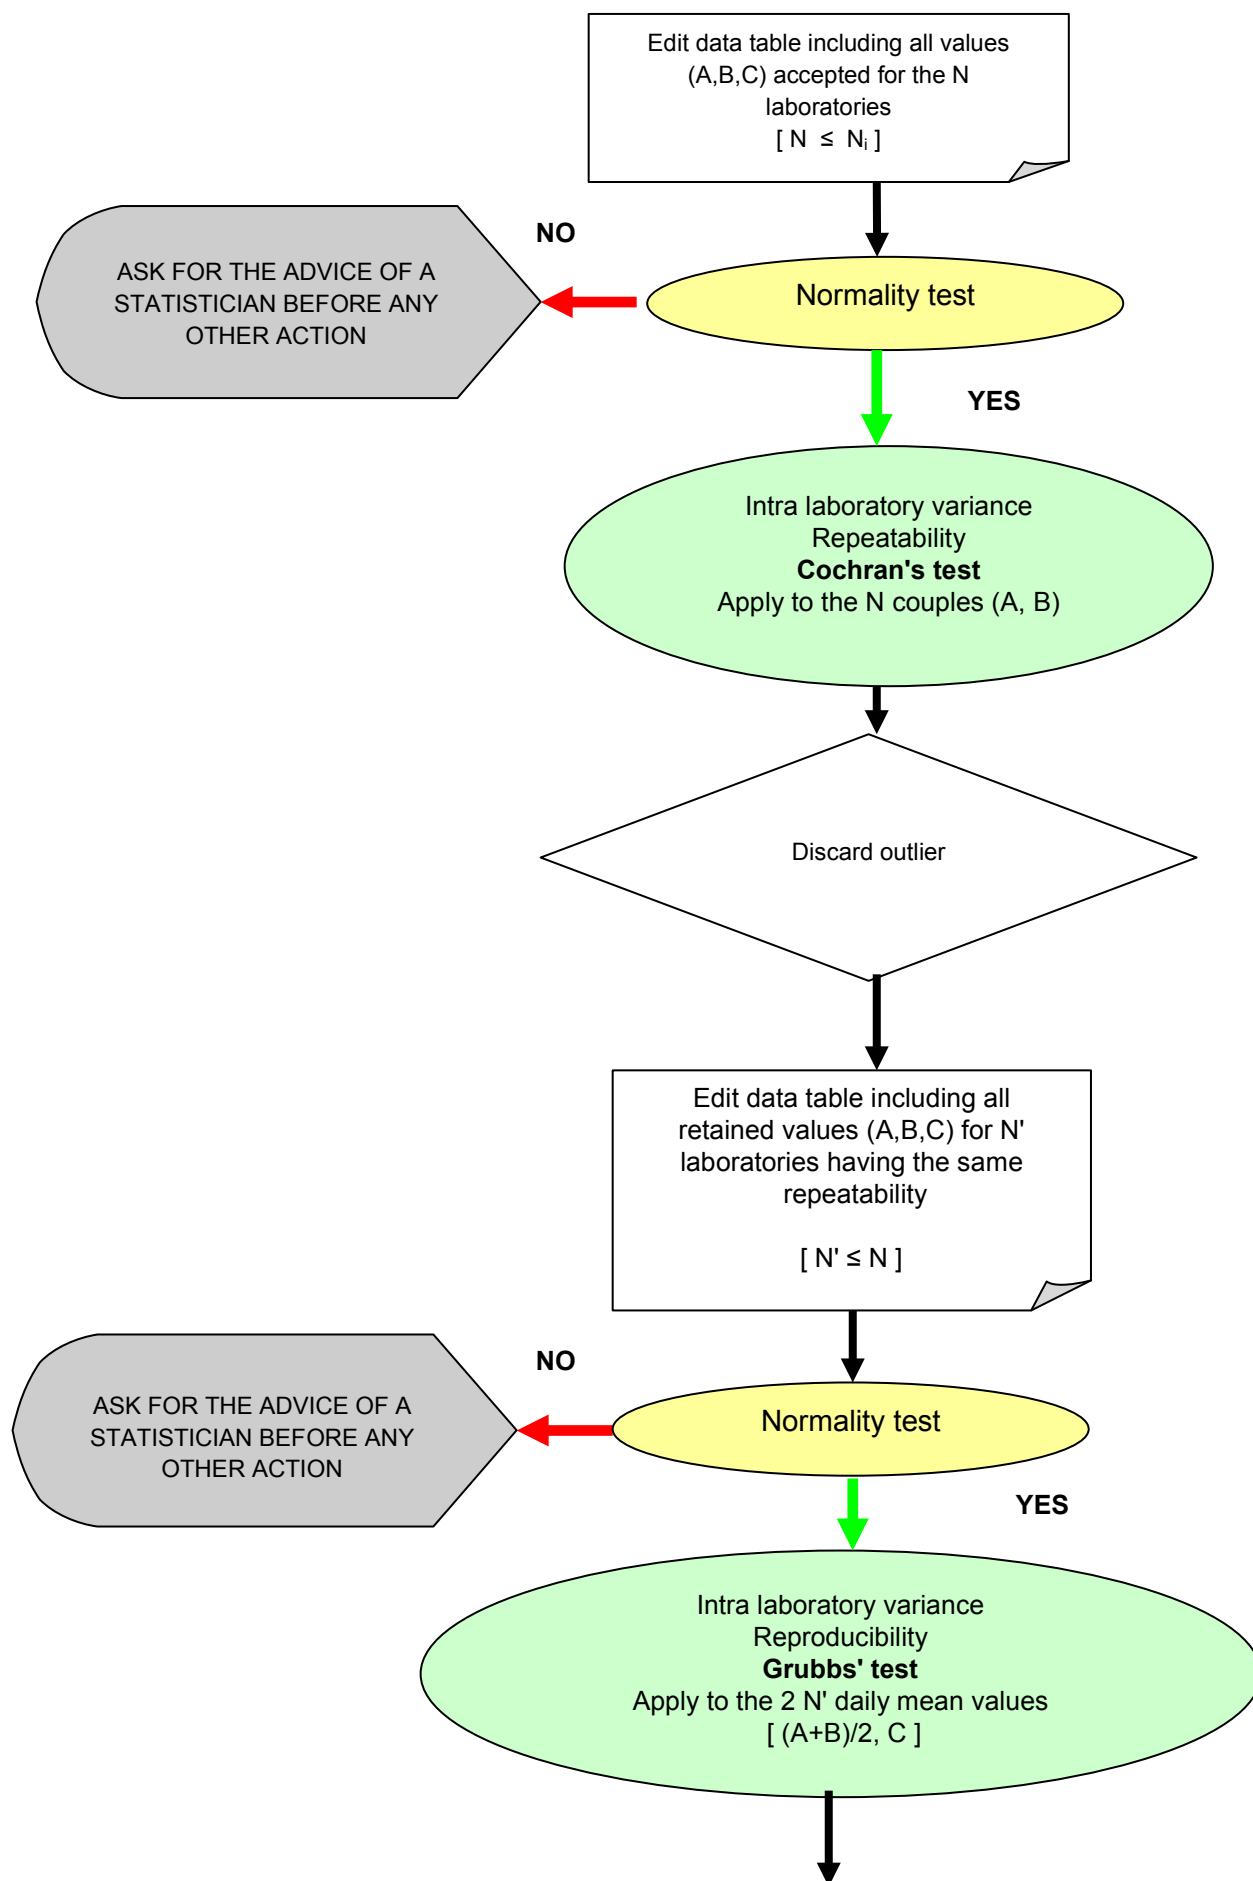 Edit data table including all values
(A,B,C) accepted for the N
laboratories
[ N ≤ Nᵢ ]
NO
ASK FOR THE ADVICE OF A
STATISTICIAN BEFORE ANY
OTHER ACTION
Normality test
YES
Intra laboratory variance
Repeatability
Cochran's test
Apply to the N couples (A, B)
Discard outlier
Edit data table including all
retained values (A,B,C) for N'
laboratories having the same
repeatability
[ N' ≤ N ]
NO
ASK FOR THE ADVICE OF A
STATISTICIAN BEFORE ANY
OTHER ACTION
Normality test
YES
Intra laboratory variance
Reproducibility
Grubbs' test
Apply to the 2 N' daily mean values
[ (A+B)/2, C ]